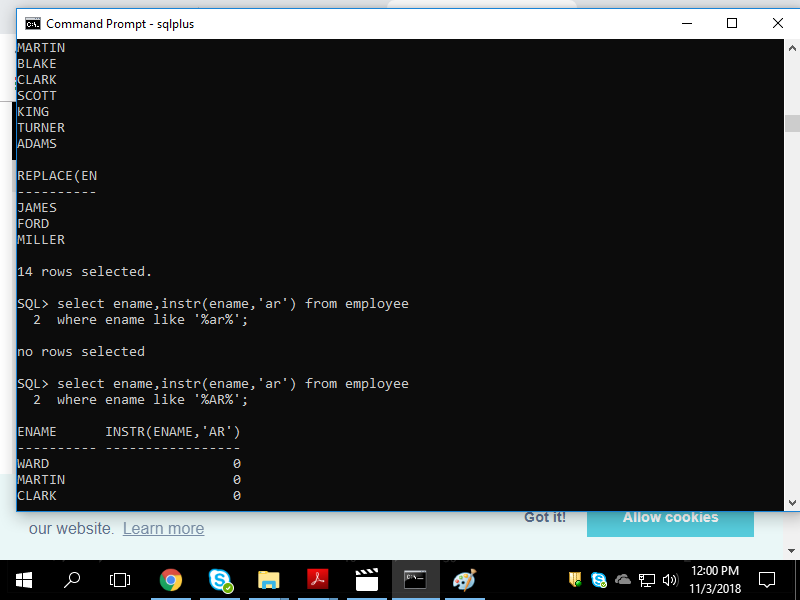 Command Prompt - sqlplus
MARTIN
BLAKE
CLARK
SCOTT
KING
TURNER
ADAMS
REPLACE(EN
----------
JAMES
FORD
MILLER
14 rows selected.
SQL> select ename,instr(ename,'ar') from employee
  2  where ename like '%ar%';
no rows selected
SQL> select ename,instr(ename,'ar') from employee
  2  where ename like '%AR%';
ENAME      INSTR(ENAME,'AR')
---------- -----------------
WARD                       0
MARTIN                     0
CLARK                      0
Got it! Allow cookies
our website. Learn more
12:00 PM
11/3/2018